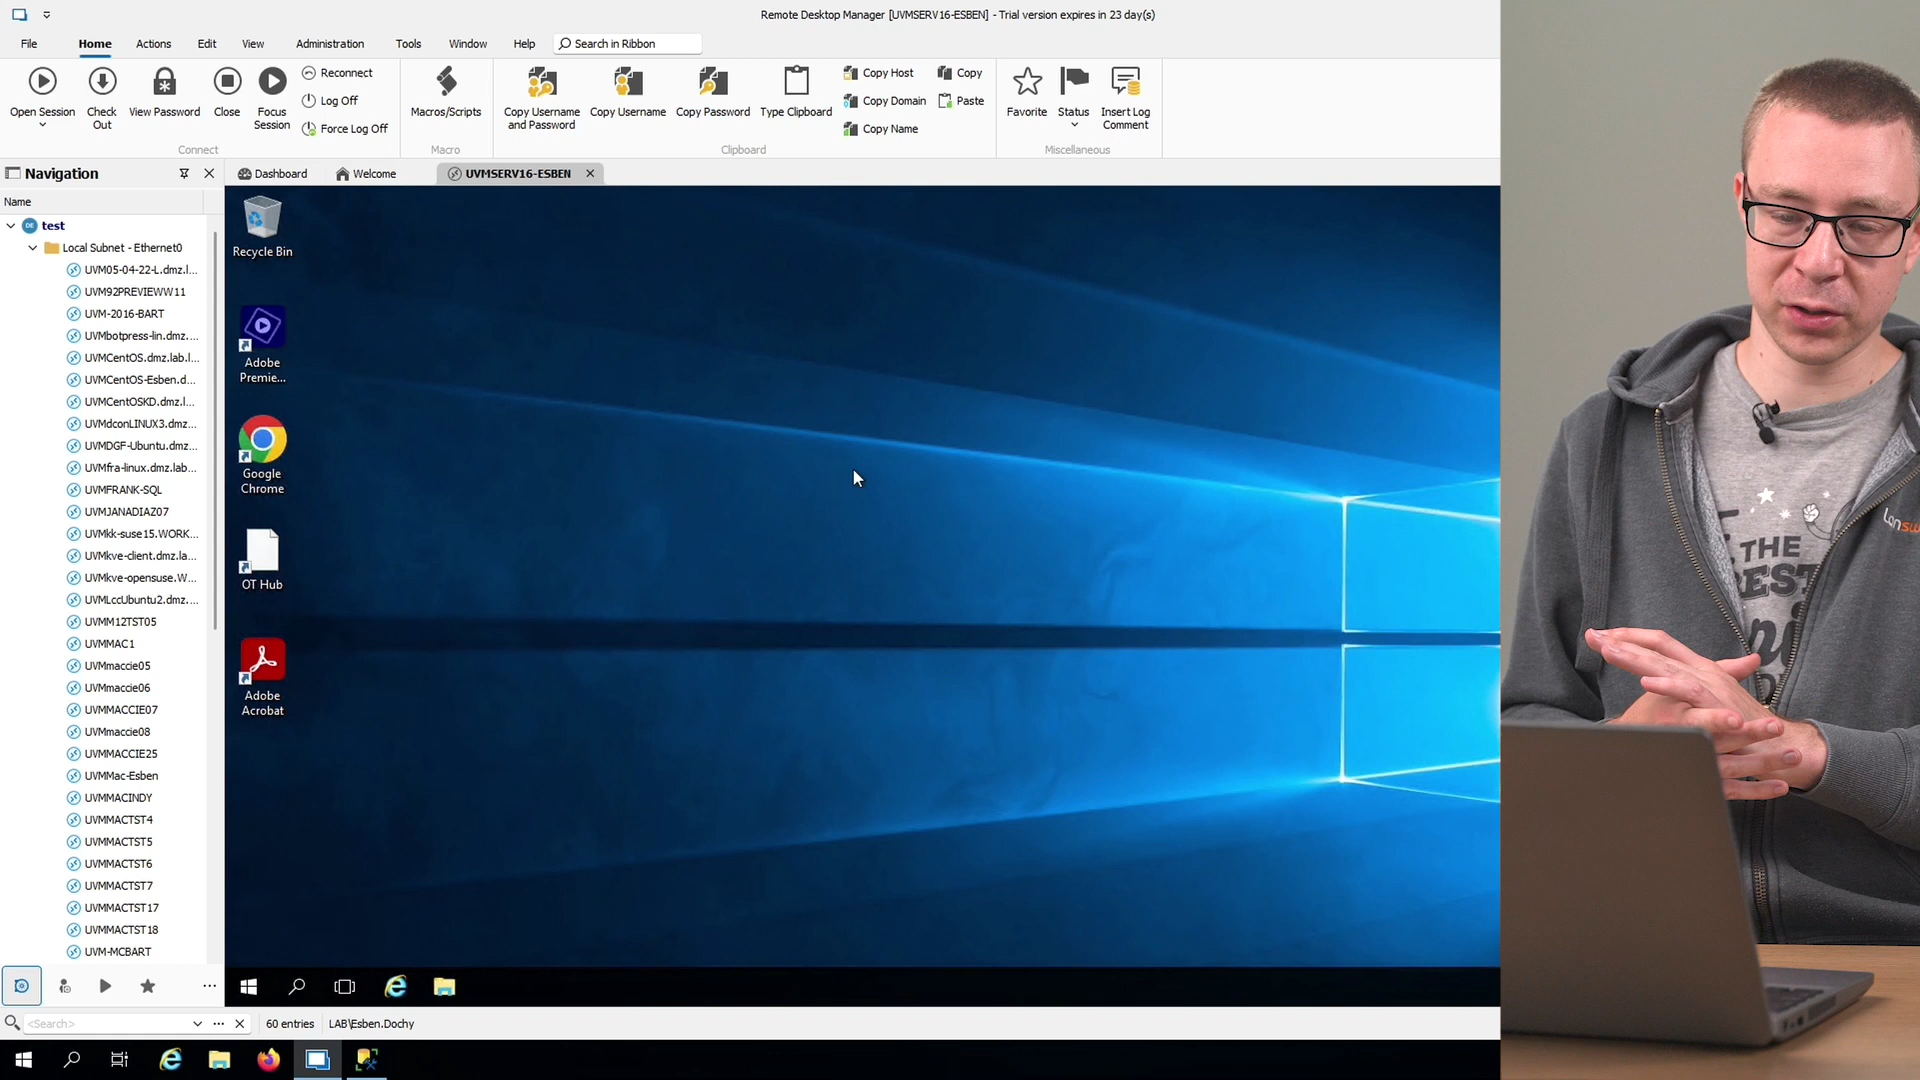 Remote Desktop Manager [UVMSERV16-ESBEN] - Trial version expires in 23 day(s)
File
Home
Actions
Edit
View
Administration
Tools
Window
Help
Search in Ribbon
Open Session
Check
Out
View Password
Close
Focus
Session
Reconnect
Log Off
Force Log Off
Connect
Macros/Scripts
Macro
Copy Username
and Password
Copy Username
Copy Password
Type Clipboard
Copy Host
Copy Domain
Copy Name
Copy
Paste
Clipboard
Favorite
Status
Insert Log
Comment
Miscellaneous
Navigation
Dashboard
Welcome
UVMSERV16-ESBEN
Name
test
Local Subnet - Ethernet0
UVM05-04-22-L.dmz.l...
UVM92PREVIEWW11
UVM-2016-BART
UVMbotpress-lin.dmz....
UVMCentOS.dmz.lab.l...
UVMCentOS-Esben.d...
UVMCentOSKD.dmz.l...
UVMdconLINUX3.dmz...
UVMDGF-Ubuntu.dmz...
UVMfra-linux.dmz.lab...
UVMFRANK-SQL
UVMJANADIAZ07
UVMkk-suse15.WORK...
UVMkve-client.dmz.la...
UVMkve-opensuse.W...
UVMLccUbuntu2.dmz...
UVMM12TST05
UVMMAC1
UVMmaccie05
UVMmaccie06
UVMMACCIE07
UVMmaccie08
UVMMACCIE25
UVMMac-Esben
UVMMACINDY
UVMMACTST4
UVMMACTST5
UVMMACTST6
UVMMACTST7
UVMMACTST17
UVMMACTST18
UVM-MCBART
Recycle Bin
Adobe
Premie...
Google
Chrome
OT Hub
Adobe
Acrobat
<Search>
60 entries
LAB\Esben.Dochy
THE